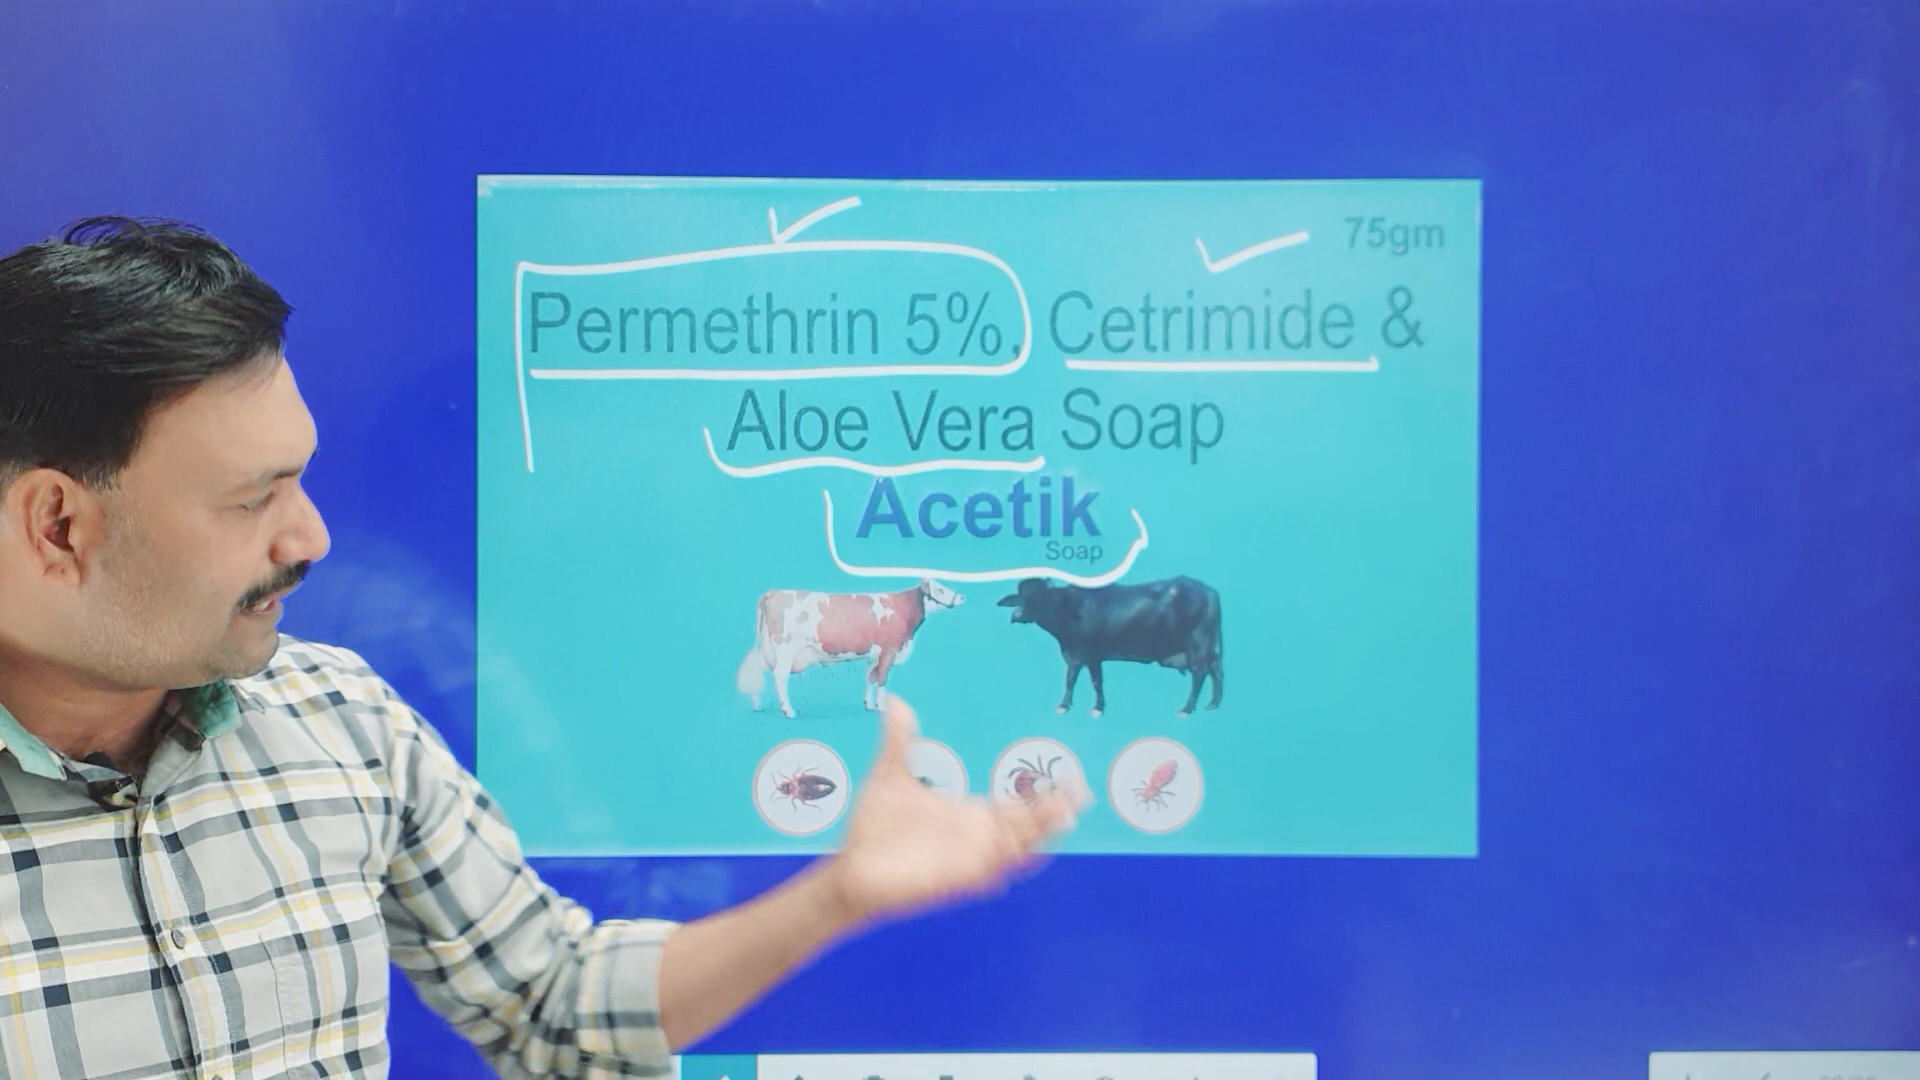 75gm
Permethrin 5%, Cetrimide &
Aloe Vera Soap
Acetik
Soap